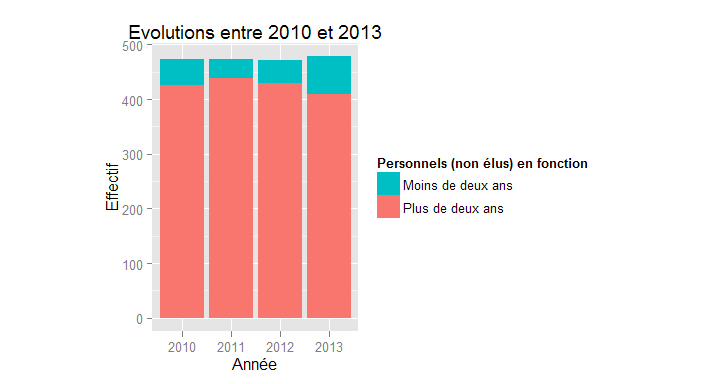 Evolutions entre 2010 et 2013
500
400
300
200
100
0
Effectif
2010 2011 2012 2013
Année
Personnels (non élus) en fonction
Moins de deux ans
Plus de deux ans